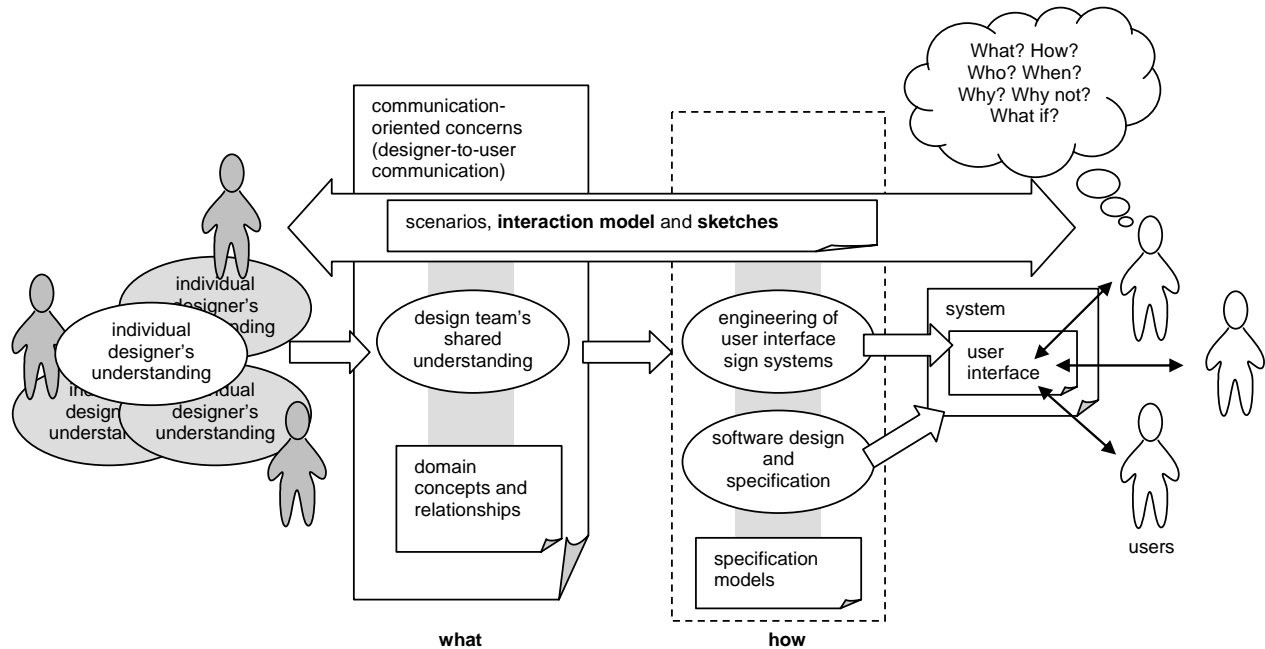 What? How?
Who? When?
Why? Why not?
What if?
communication-
oriented concerns
(designer-to-user
communication)
scenarios, interaction model and sketches
individual
designer's
individual
designer's
understanding
designer's
understanding
design team's
shared
understanding
domain
concepts and
relationships
engineering of
user interface
sign systems
software design
and
specification
specification
models
system
user
interface
users
what
how